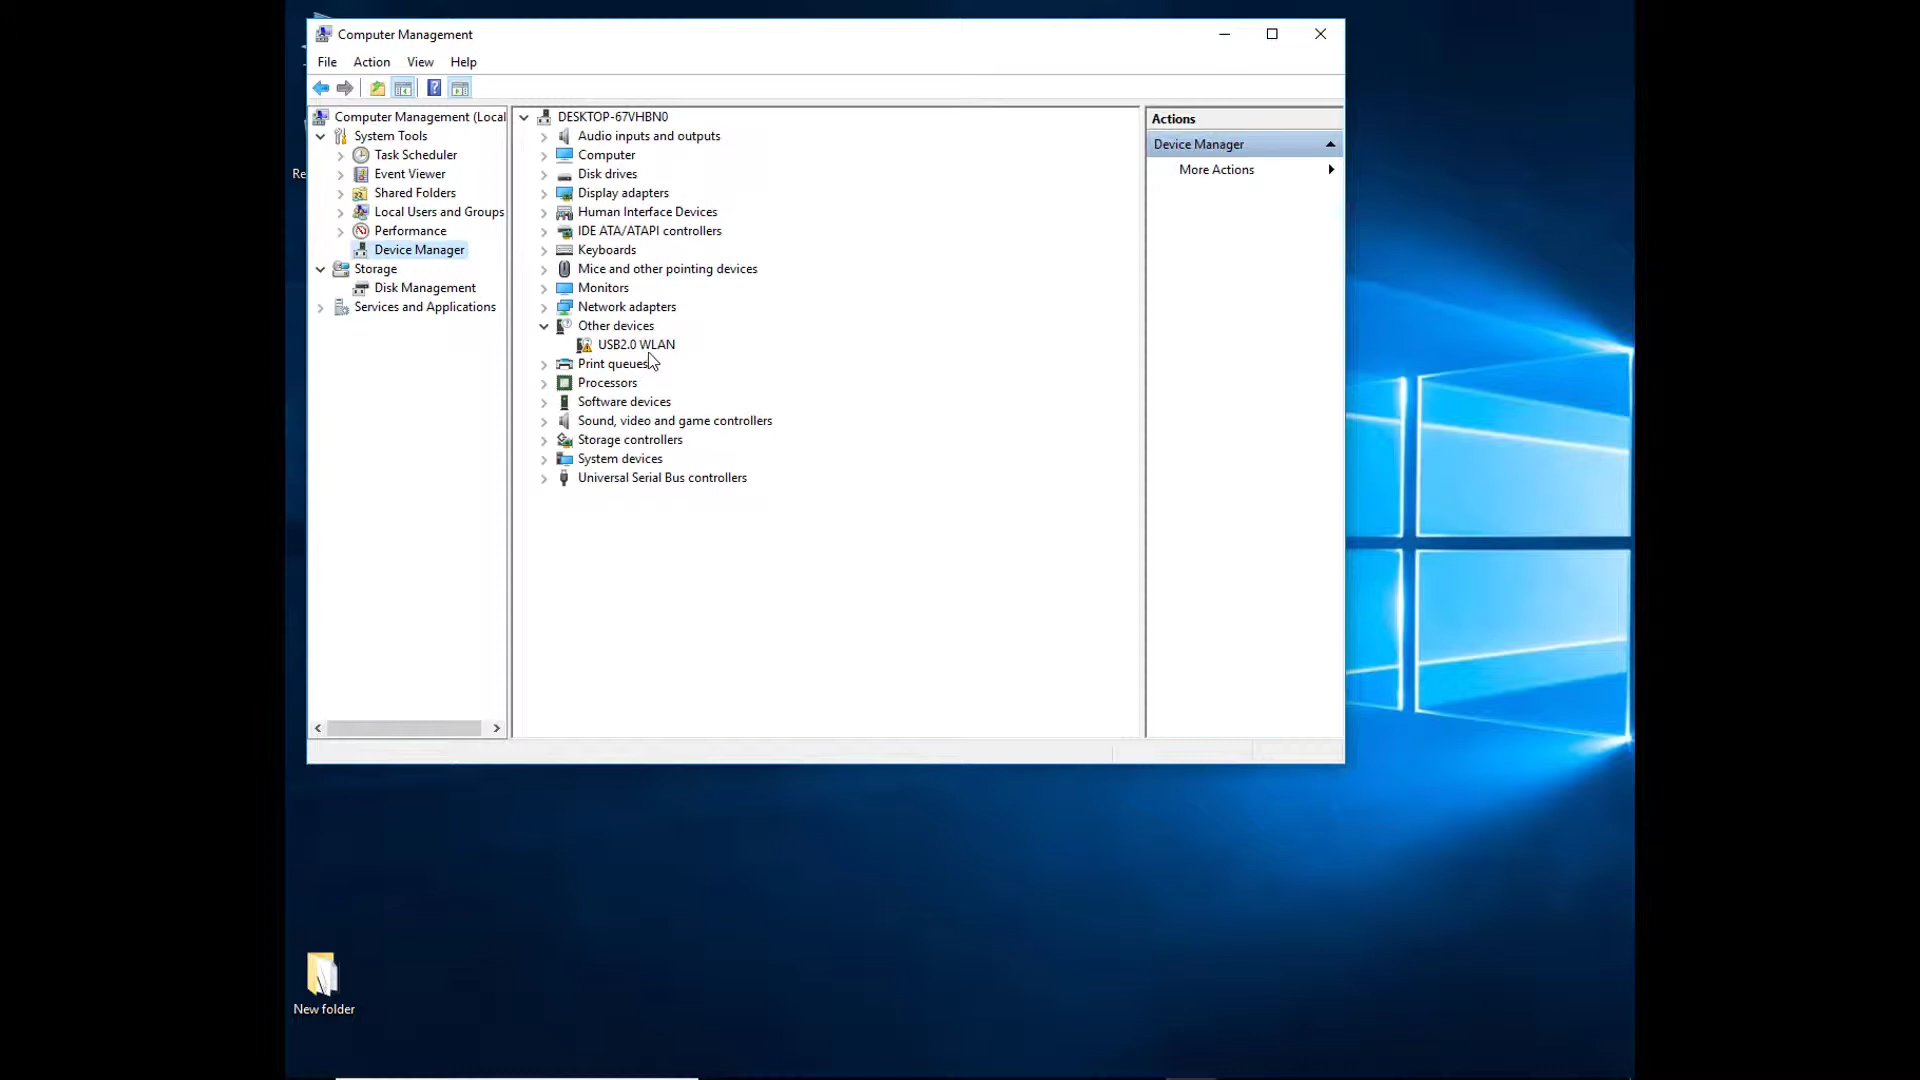 Computer Management
File Action View Help
Computer Management (Local
System Tools
Task Scheduler
Event Viewer
Shared Folders
Local Users and Groups
Performance
Device Manager
Storage
Disk Management
Services and Applications
DESKTOP-67VHBN0
Audio inputs and outputs
Computer
Disk drives
Display adapters
Human Interface Devices
IDE ATA/ATAPI controllers
Keyboards
Mice and other pointing devices
Monitors
Network adapters
Other devices
USB2.0 WLAN
Print queues
Processors
Software devices
Sound, video and game controllers
Storage controllers
System devices
Universal Serial Bus controllers
Actions
Device Manager
More Actions
Re
New folder